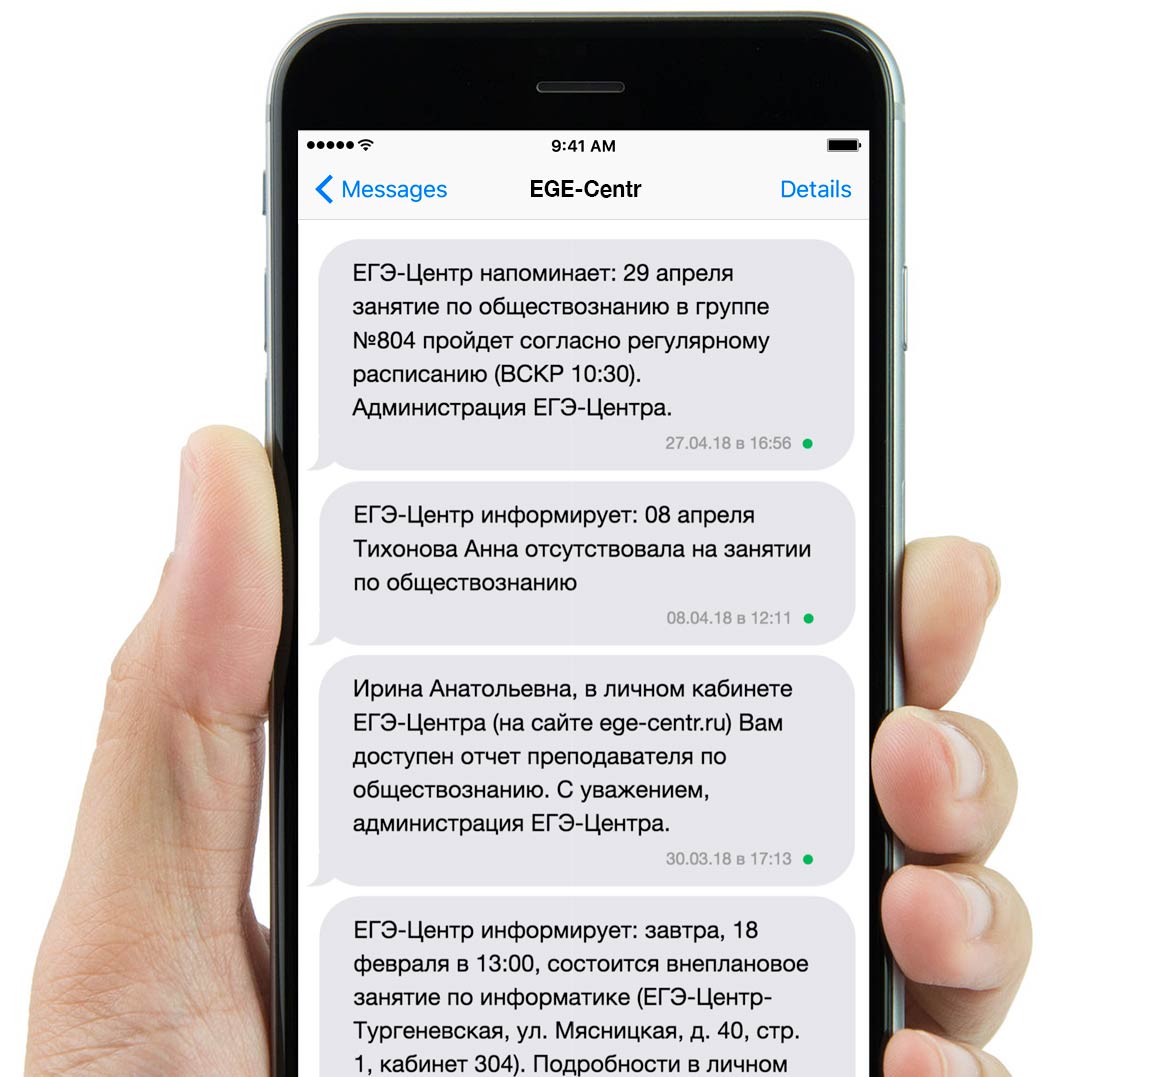 9:41 AM
Messages
EGE-Centr
Details
ЕГЭ-Центр напоминает: 29 апреля
занятие по обществознанию в группе
№804 пройдет согласно регулярному
расписанию (ВСКР 10:30).
Администрация ЕГЭ-Центра.
27.04.18 в 16:56
ЕГЭ-Центр информирует: 08 апреля
Тихонова Анна отсутствовала на занятии
по обществознанию
08.04.18 в 12:11
Ирина Анатольевна, в личном кабинете
ЕГЭ-Центра (на сайте ege-centr.ru) Вам
доступен отчет преподавателя по
обществознанию. С уважением,
администрация ЕГЭ-Центра.
30.03.18 в 17:13
ЕГЭ-Центр информирует: завтра, 18
февраля в 13:00, состоится внеплановое
занятие по информатике (ЕГЭ-Центр-
Тургеневская, ул. Мясницкая, д. 40, стр.
1, кабинет 304). Подробности в личном